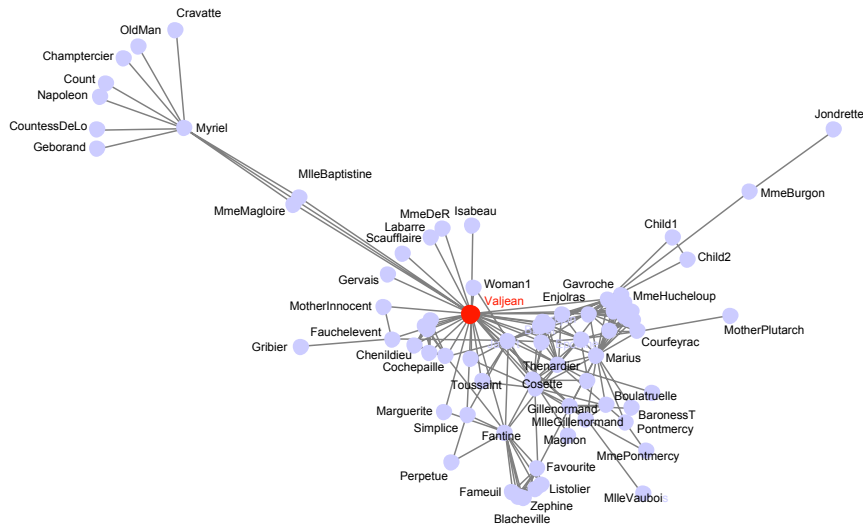 Cravatte
OldMan
Champtercier
Count
Napoleon
CountessDeLo
Myriel
Geborand
Jondrette
MlleBaptistine
MmeBurgon
MmeMagloire
MmeDeR
Isabeau
Labarre
Child1
Scaufflaire
Child2
Gervais
Woman1
Gavroche
MotherInnocent
Valjean
Enjolras
MmeHucheloup
Fauchelevent
MotherPlutarch
Gribier
Chenildieu
Courfeyrac
Cochepaille
Thenardier
Marius
Toussaint
Cosette
Boulatruelle
Marguerite
Gillenormand
BaronessT
Simplice
MlleGillenormand
Pontmercy
Fantine
Magnon
MmePontmercy
Perpetue
Favourite
Fameuil
Listolier
MlleVaubois
Zephine
Blacheville